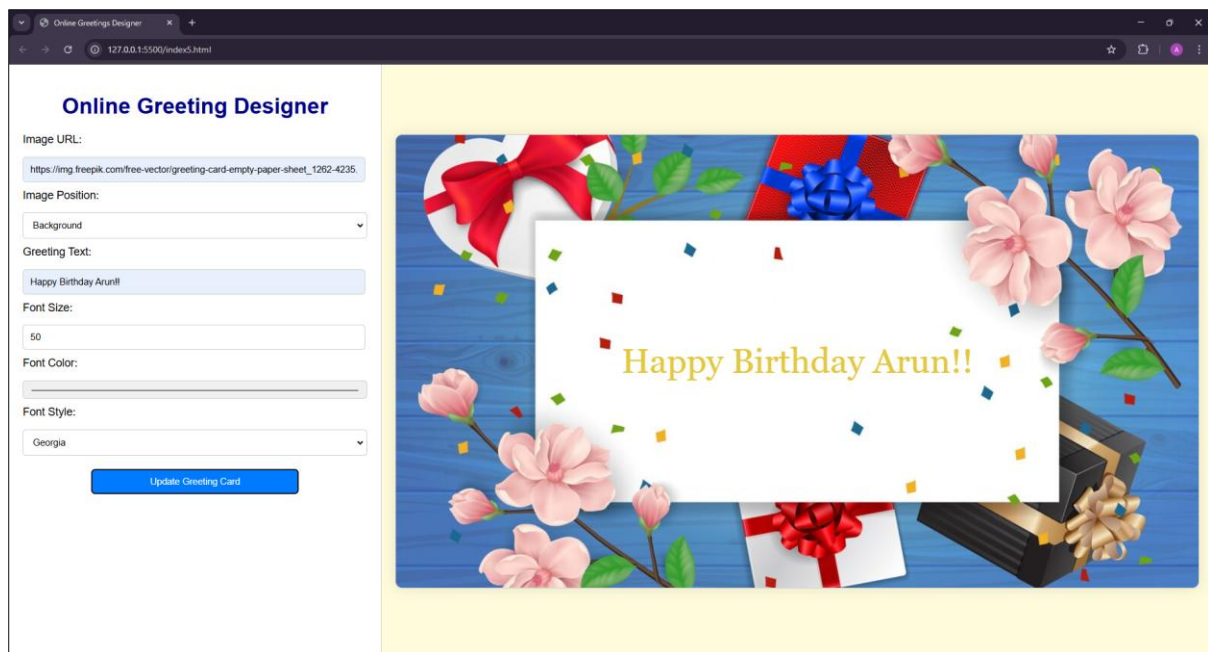 Online Greetings Designer
127.0.0.1:5500/index5.html
A
Online Greeting Designer
Image URL:
https://img.freepik.com/free-vector/greeting-card-empty-paper-sheet_1262-4235.
Image Position:
Background
Greeting Text:
Happy Birthday Arun!!
Font Size:
50
Font Color:
Font Style:
Georgia
Update Greeting Card
Happy Birthday Arun!!